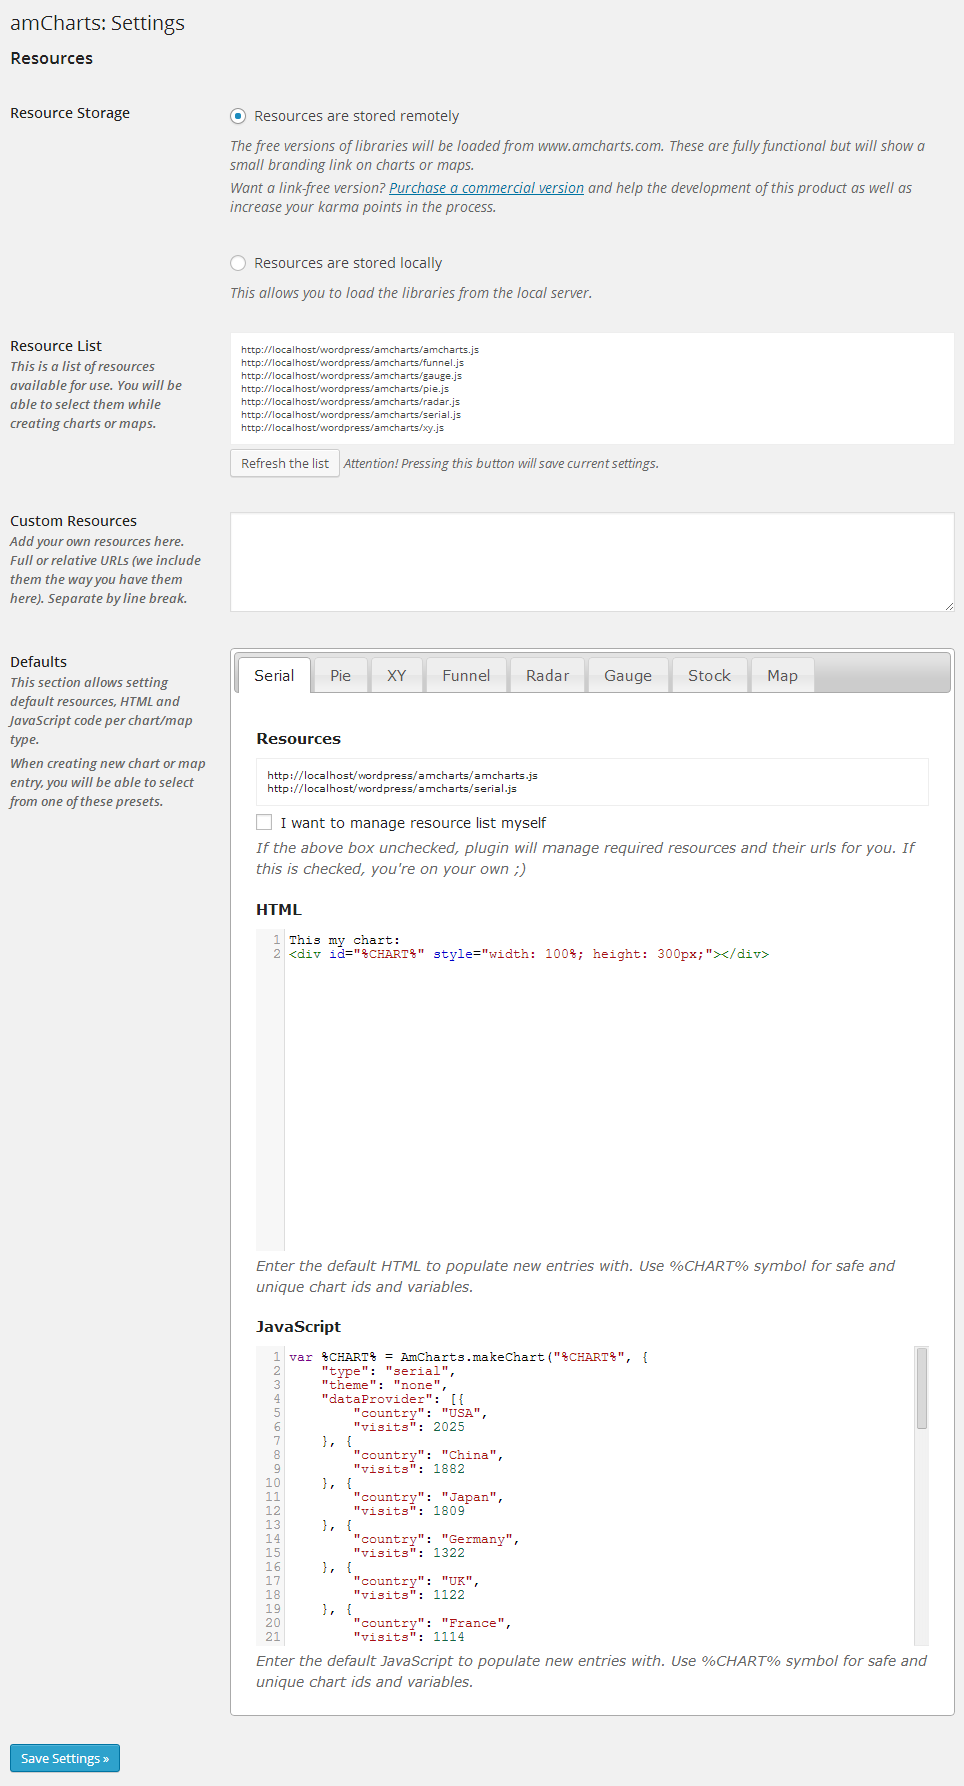 amCharts: Settings
Resources
Resource Storage
Resources are stored remotely
The free versions of libraries will be loaded from www.amcharts.com. These are fully functional but will show a
small branding link on charts or maps.
Want a link-free version? Purchase a commercial version and help the development of this product as well as
increase your karma points in the process.
Resources are stored locally
This allows you to load the libraries from the local server.
Resource List
This is a list of resources
available for use. You will be
able to select them while
creating charts or maps.
http://localhost/wordpress/amcharts/amcharts.js
http://localhost/wordpress/amcharts/funnel.js
http://localhost/wordpress/amcharts/gauge.js
http://localhost/wordpress/amcharts/pie.js
http://localhost/wordpress/amcharts/radar.js
http://localhost/wordpress/amcharts/serial.js
http://localhost/wordpress/amcharts/xy.js
Refresh the list Attention! Pressing this button will save current settings.
Custom Resources
Add your own resources here.
Full or relative URLs (we include
them the way you have them
here). Separate by line break.
Defaults
This section allows setting
default resources, HTML and
JavaScript code per chart/map
type.
When creating new chart or map
entry, you will be able to select
from one of these presets.
Serial Pie XY Funnel Radar Gauge Stock Map
Resources
http://localhost/wordpress/amcharts/amcharts.js
http://localhost/wordpress/amcharts/serial.js
I want to manage resource list myself
If the above box unchecked, plugin will manage required resources and their urls for you. If
this is checked, you're on your own ;)
HTML
1 This my chart:
2 <div id="%CHART%" style="width: 100%; height: 300px;"></div>
Enter the default HTML to populate new entries with. Use %CHART% symbol for safe and
unique chart ids and variables.
JavaScript
1 var %CHART% = AmCharts.makeChart("%CHART%", {
2 "type": "serial",
3 "theme": "none",
4 "dataProvider": [{
5 "country": "USA",
6 "visits": 2025
7 }, {
8 "country": "China",
9 "visits": 1882
10 }, {
11 "country": "Japan",
12 "visits": 1809
13 }, {
14 "country": "Germany",
15 "visits": 1322
16 }, {
17 "country": "UK",
18 "visits": 1122
19 }, {
20 "country": "France",
21 "visits": 1114
Enter the default JavaScript to populate new entries with. Use %CHART% symbol for safe and
unique chart ids and variables.
Save Settings »